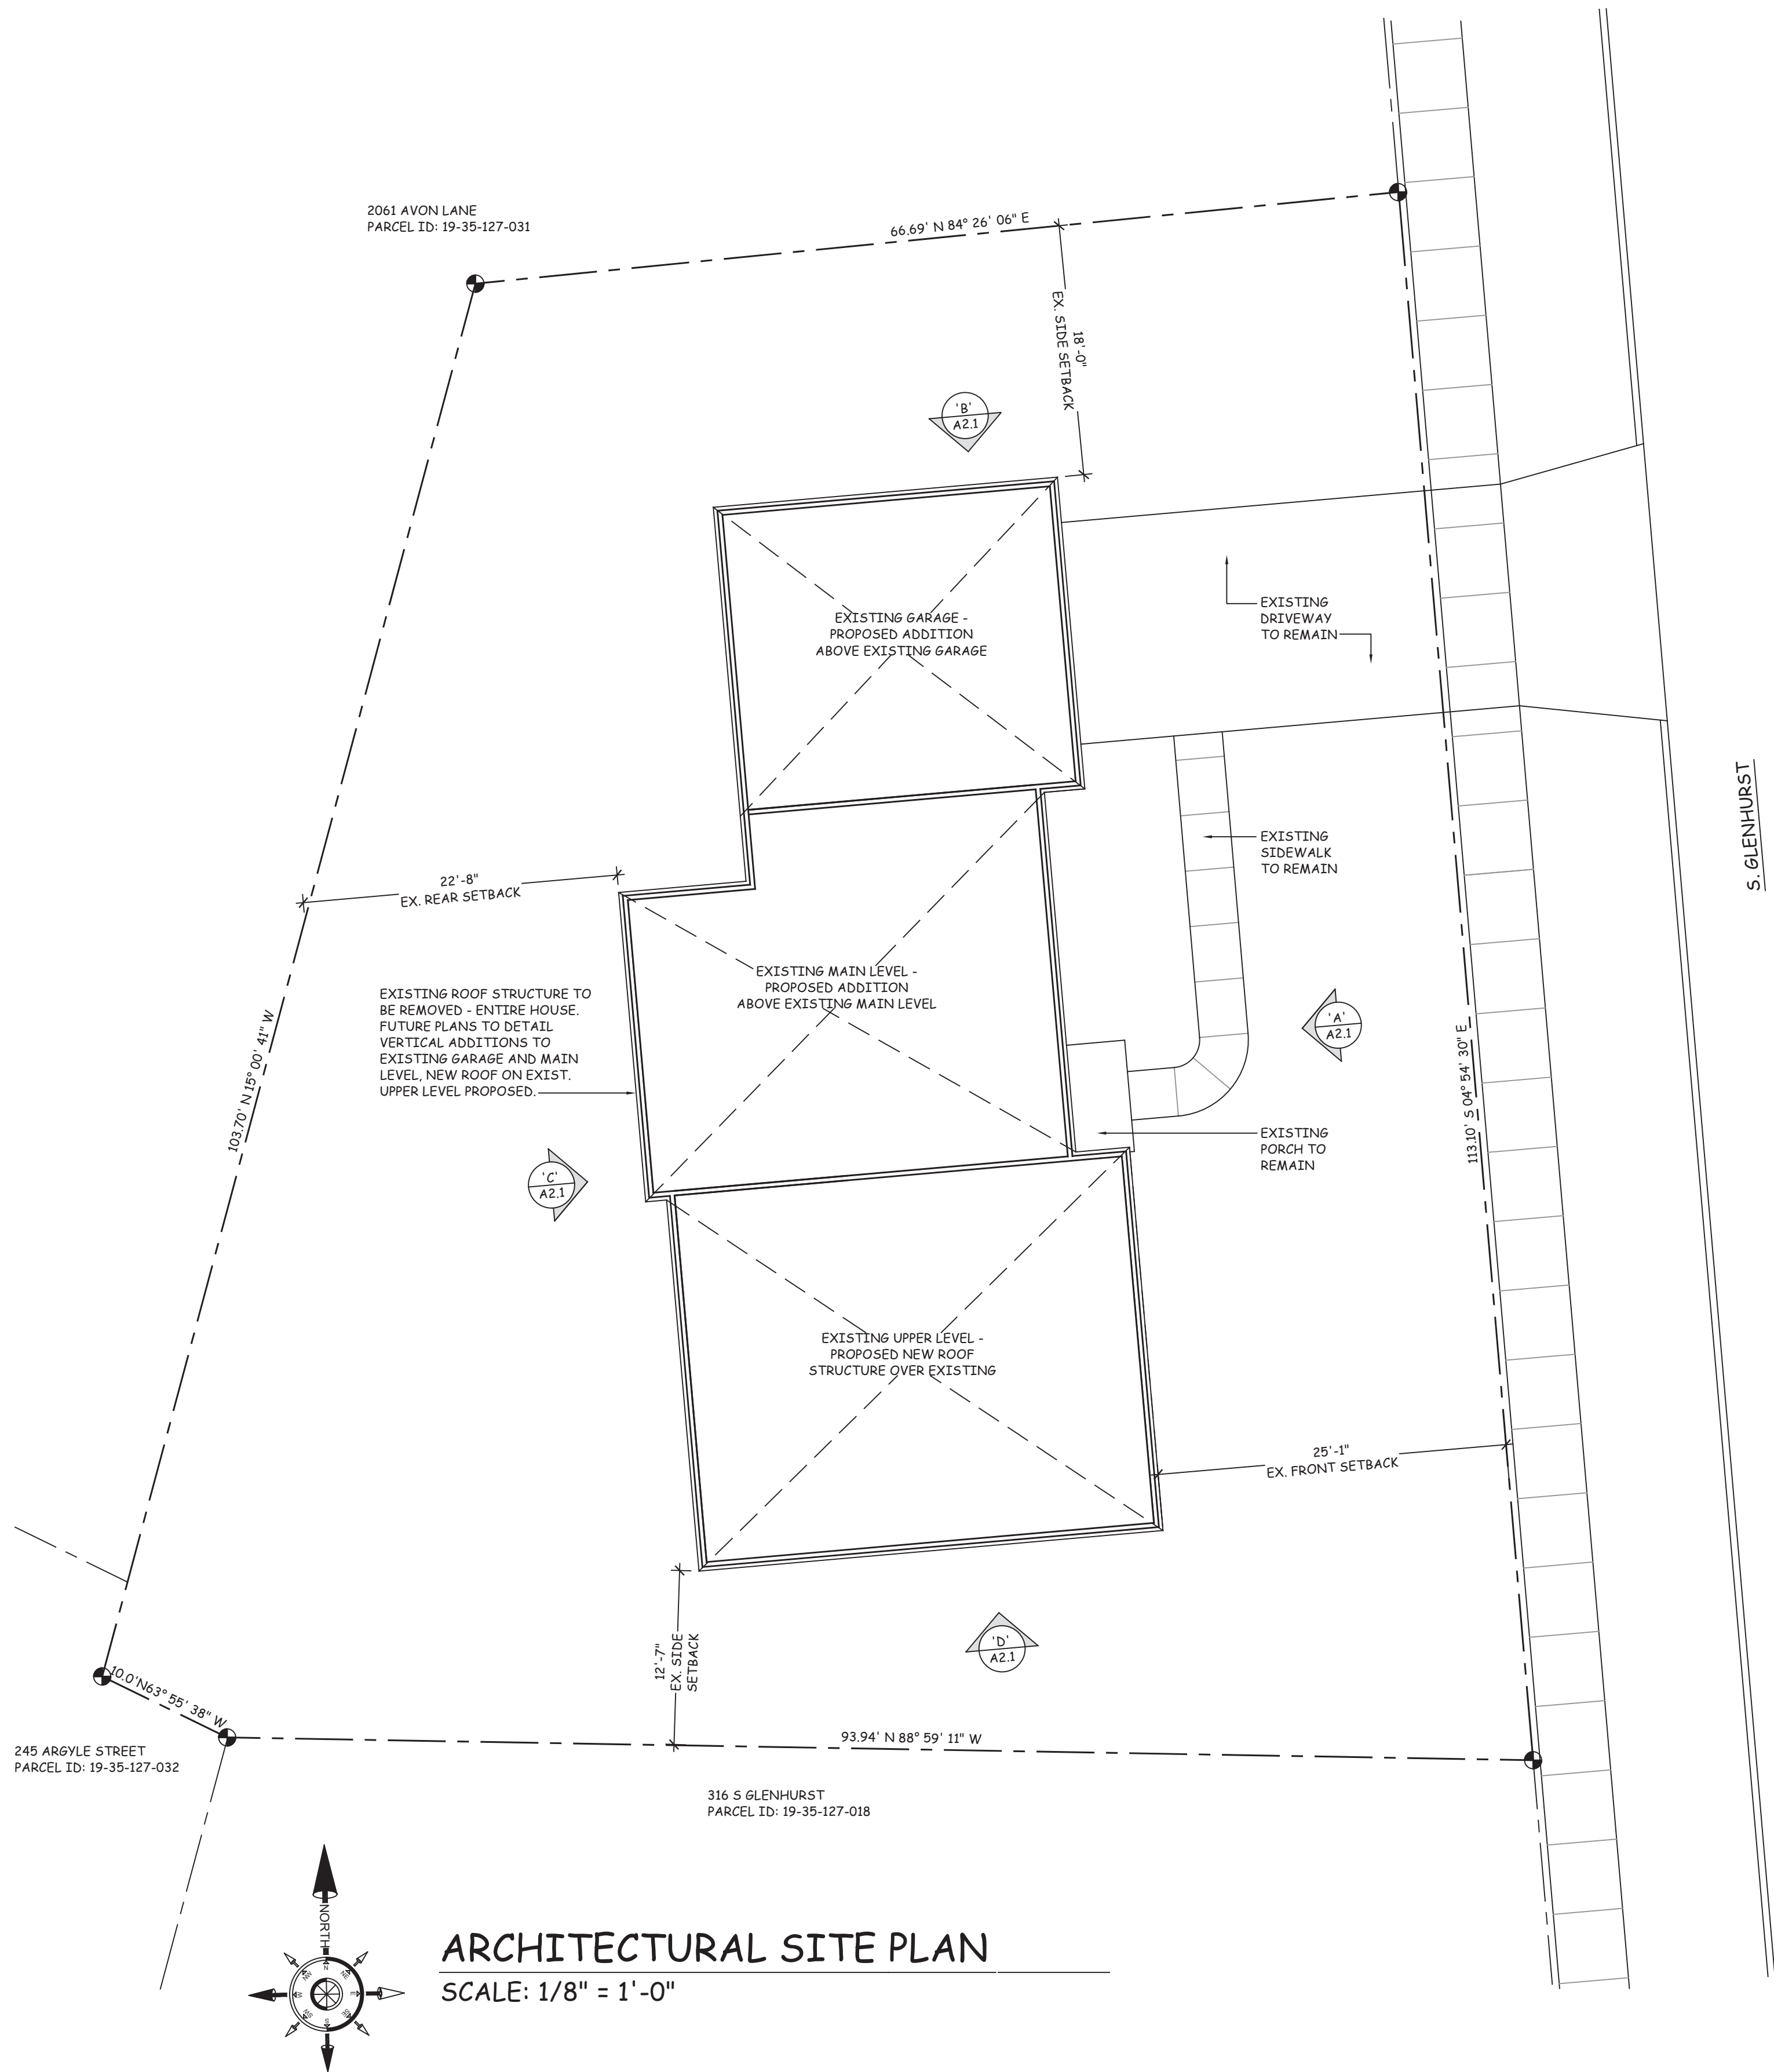 2061 AVON LANE
PARCEL ID: 19-35-127-031
66.69' N 84° 26' 06" E
18'-0"
EX. SIDE SETBACK
'B'
A2.1
EXISTING GARAGE -
PROPOSED ADDITION
ABOVE EXISTING GARAGE
EXISTING
DRIVEWAY
TO REMAIN
S. GLENHURST
EXISTING
SIDEWALK
TO REMAIN
22'-8"
EX. REAR SETBACK
EXISTING MAIN LEVEL -
PROPOSED ADDITION
ABOVE EXISTING MAIN LEVEL
EXISTING ROOF STRUCTURE TO
BE REMOVED - ENTIRE HOUSE.
FUTURE PLANS TO DETAIL
VERTICAL ADDITIONS TO
EXISTING GARAGE AND MAIN
LEVEL, NEW ROOF ON EXIST.
UPPER LEVEL PROPOSED.
103.70' N 15° 00' 41" W
'A'
A2.1
113.10' S 04° 54' 30" E
EXISTING
PORCH TO
REMAIN
'C'
A2.1
EXISTING UPPER LEVEL -
PROPOSED NEW ROOF
STRUCTURE OVER EXISTING
25'-1"
EX. FRONT SETBACK
12'-7"
EX. SIDE
SETBACK
'D'
A2.1
10.0'N63° 55' 38" W
93.94' N 88° 59' 11" W
245 ARGYLE STREET
PARCEL ID: 19-35-127-032
316 S GLENHURST
PARCEL ID: 19-35-127-018
NORTH
N
NE
E
SE
S
SW
W
NW
ARCHITECTURAL SITE PLAN
SCALE: 1/8" = 1'-0"